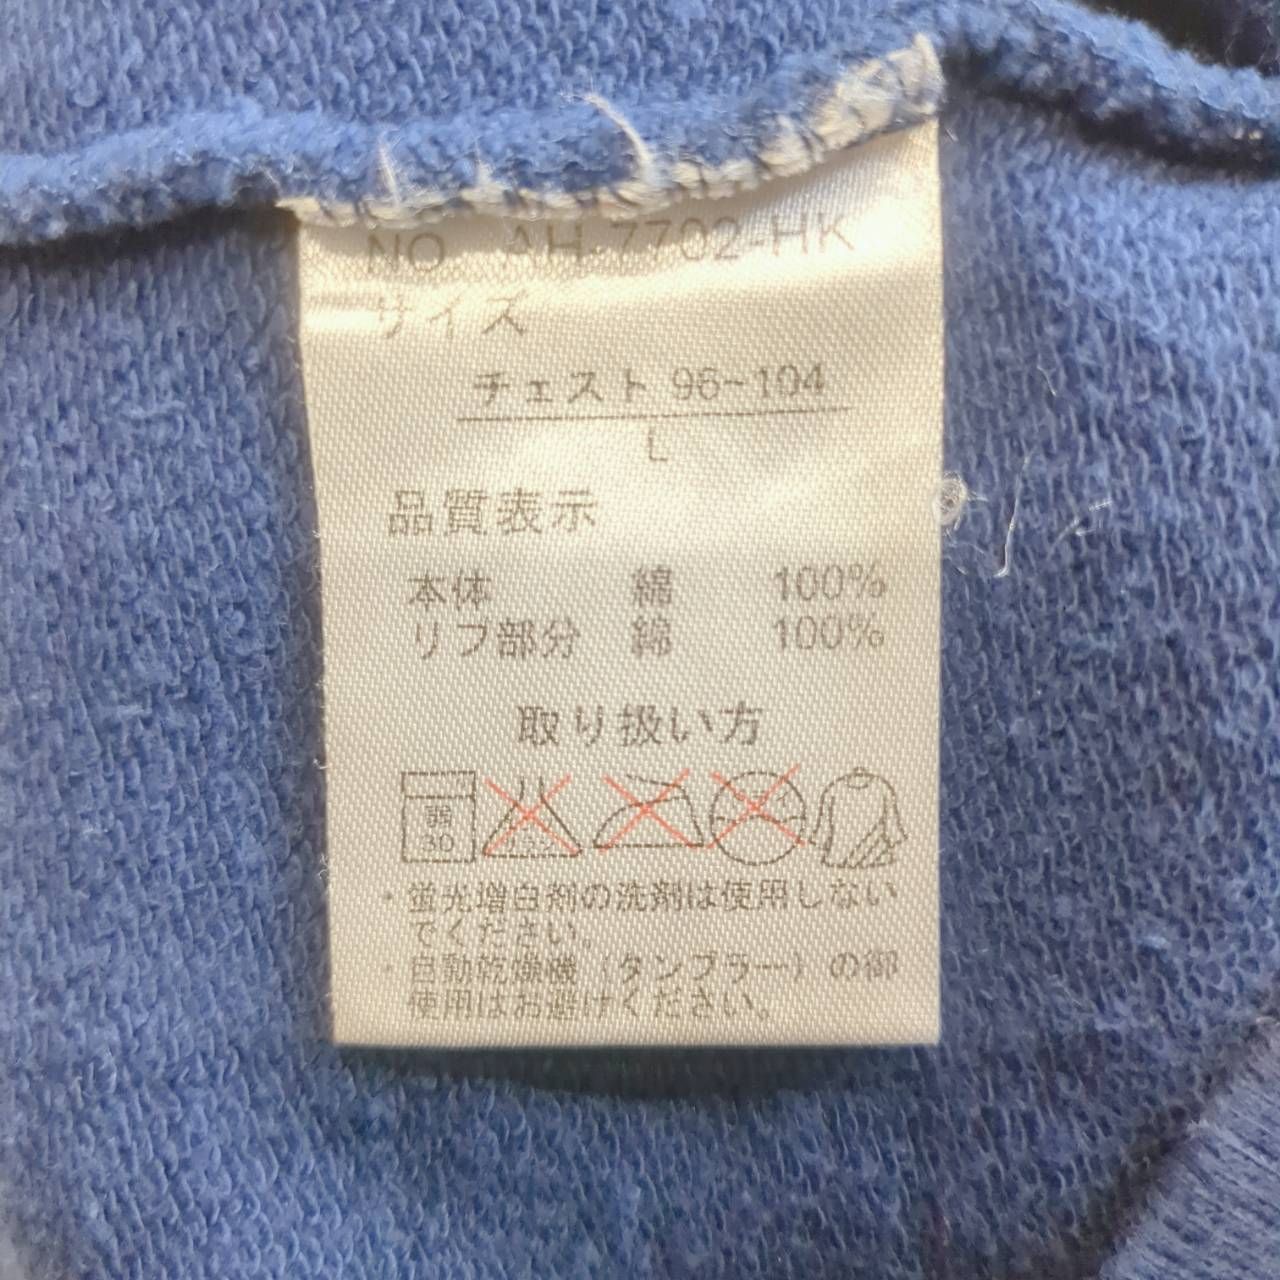 NO. AH-7702-HK
サイズ
チェスト 96~104
L
品質表示
本体 綿 100%
リブ部分 綿 100%
取り扱い方
弱
30
・蛍光増白剤の洗剤は使用しない
でください。
・自動乾燥機(タンブラー)の御
使用はお避けください。